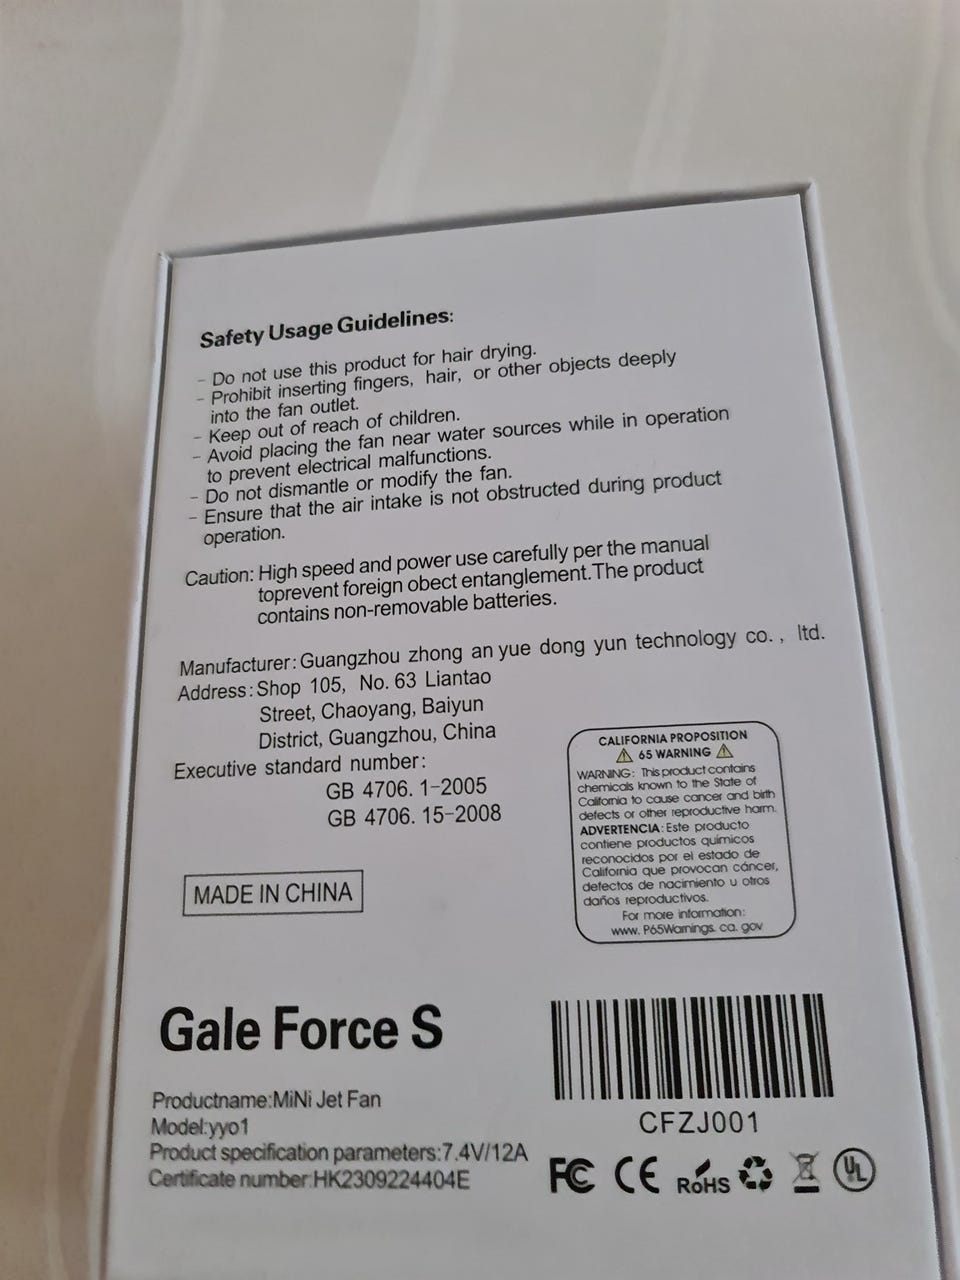 Safety Usage Guidelines:
- Do not use this product for hair drying.
- Prohibit inserting fingers, hair, or other objects deeply
into the fan outlet.
- Keep out of reach of children.
- Avoid placing the fan near water sources while in operation
to prevent electrical malfunctions.
- Do not dismantle or modify the fan.
- Ensure that the air intake is not obstructed during product
operation.
Caution: High speed and power use carefully per the manual
toprevent foreign obect entanglement.The product
contains non-removable batteries.
Manufacturer: Guangzhou zhong an yue dong yun technology co., ltd.
Address: Shop 105, No. 63 Liantao
Street, Chaoyang, Baiyun
District, Guangzhou, China
Executive standard number:
GB 4706. 1-2005
GB 4706. 15-2008
MADE IN CHINA
CALIFORNIA PROPOSITION
65 WARNING
WARNING: This product contains
chemicals known to the State of
California to cause cancer and birth
defects or other reproductive harm.
ADVERTENCIA: Este producto
contiene productos químicos
reconocidos por el estado de
California que provocan cáncer,
defectos de nacimiento u otros
daños reproductivos.
For more information:
www. P65Warnings. ca. gov
Gale Force S
Productname:MiNi Jet Fan
Model:yyo1
Product specification parameters:7.4V/12A
Certificate number:HK2309224404E
CFZJ001
FC CE RoHS UL